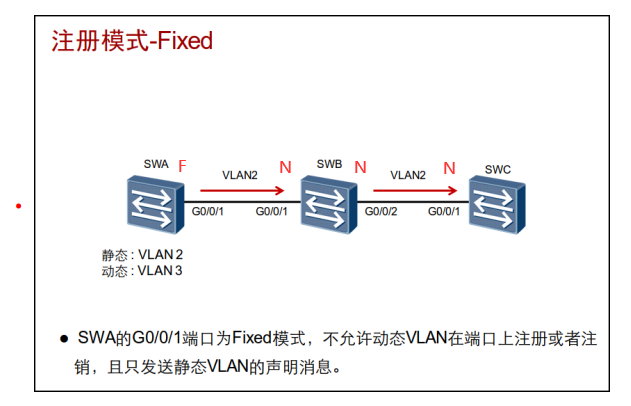 注册模式-Fixed
SWA F N SWB N N SWC
VLAN2 VLAN2
G0/0/1 G0/0/1 G0/0/2 G0/0/1
静态 : VLAN 2
动态 : VLAN 3
● SWA的G0/0/1端口为Fixed模式，不允许动态VLAN在端口上注册或者注
销，且只发送静态VLAN的声明消息。